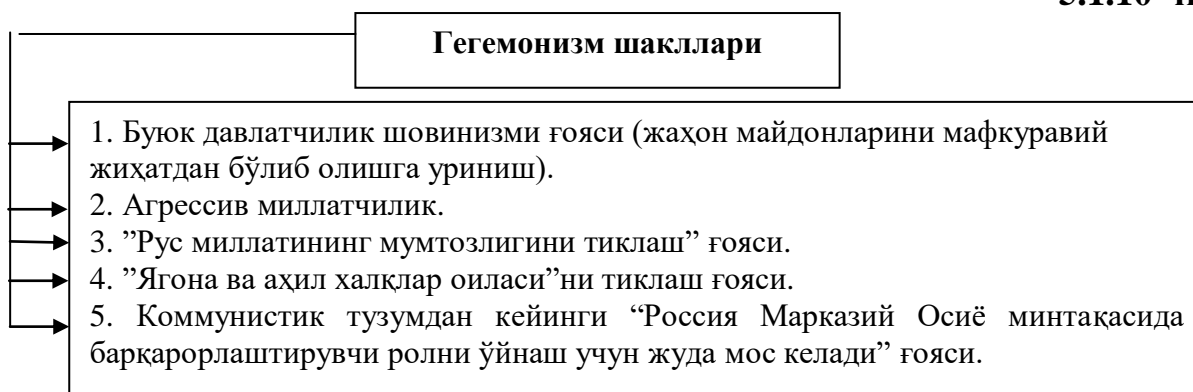 Гегемонизм шакллари
1. Буюк давлатчилик шовинизми ғояси (жаҳон майдонларини мафкуравий
жиҳатдан бўлиб олишга уриниш).
2. Агрессив миллатчилик.
3. ”Рус миллатининг мумтозлигини тиклаш” ғояси.
4. ”Ягона ва аҳил халқлар оиласи”ни тиклаш ғояси.
5. Коммунистик тузумдан кейинги “Россия Марказий Осиё минтақасида
барқарорлаштирувчи ролни ўйнаш учун жуда мос келади” ғояси.